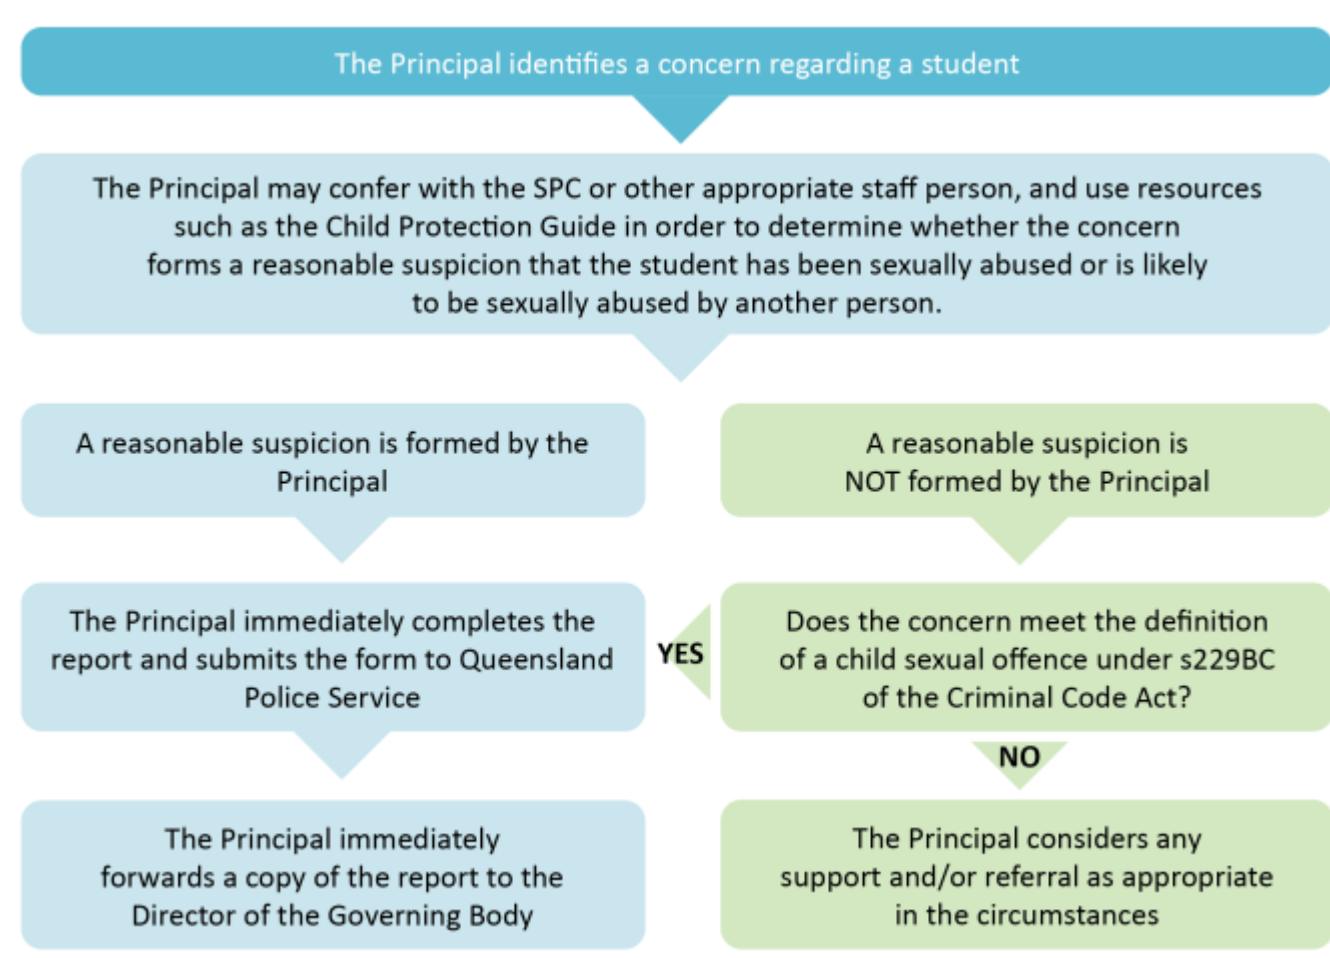 The Principal identifies a concern regarding a student
The Principal may confer with the SPC or other appropriate staff person, and use resources
such as the Child Protection Guide in order to determine whether the concern
forms a reasonable suspicion that the student has been sexually abused or is likely
to be sexually abused by another person.
A reasonable suspicion is formed by the
Principal
A reasonable suspicion is
NOT formed by the Principal
The Principal immediately completes the
report and submits the form to Queensland
Police Service
YES
Does the concern meet the definition
of a child sexual offence under s229BC
of the Criminal Code Act?
NO
The Principal immediately
forwards a copy of the report to the
Director of the Governing Body
The Principal considers any
support and/or referral as appropriate
in the circumstances